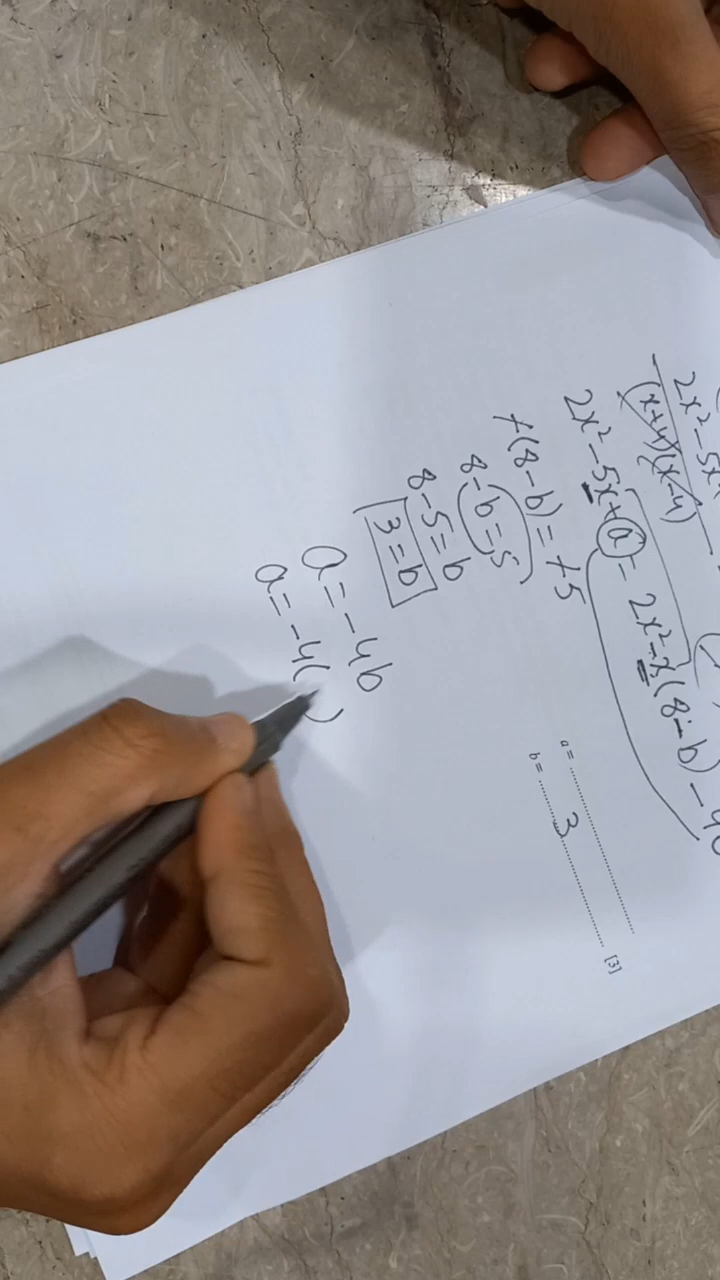 2x² - 5x
(x+4)(x-4)
2x² - 5x + a = 2x² - x(8 - b) - 4
+(8 - b) = +5
8 - b = 5
8 - 5 = b
3 = b
a = -4b
a = -4( )
a = ....................
b = ........3............ [3]